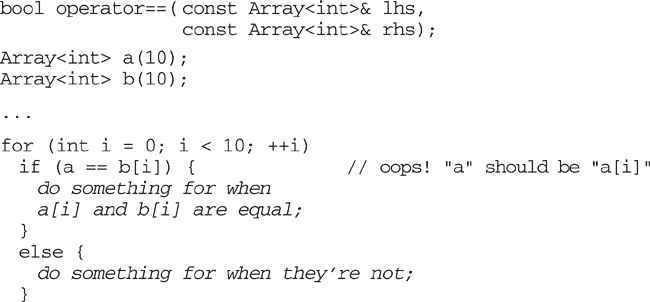 bool operator==( const Array<int>& lhs,
const Array<int>& rhs);
Array<int> a(10);
Array<int> b(10);
...
for (int i = 0; i < 10; ++i)
if (a == b[i]) { // oops! "a" should be "a[i]"
do something for when
a[i] and b[i] are equal;
}
else {
do something for when they're not;
}